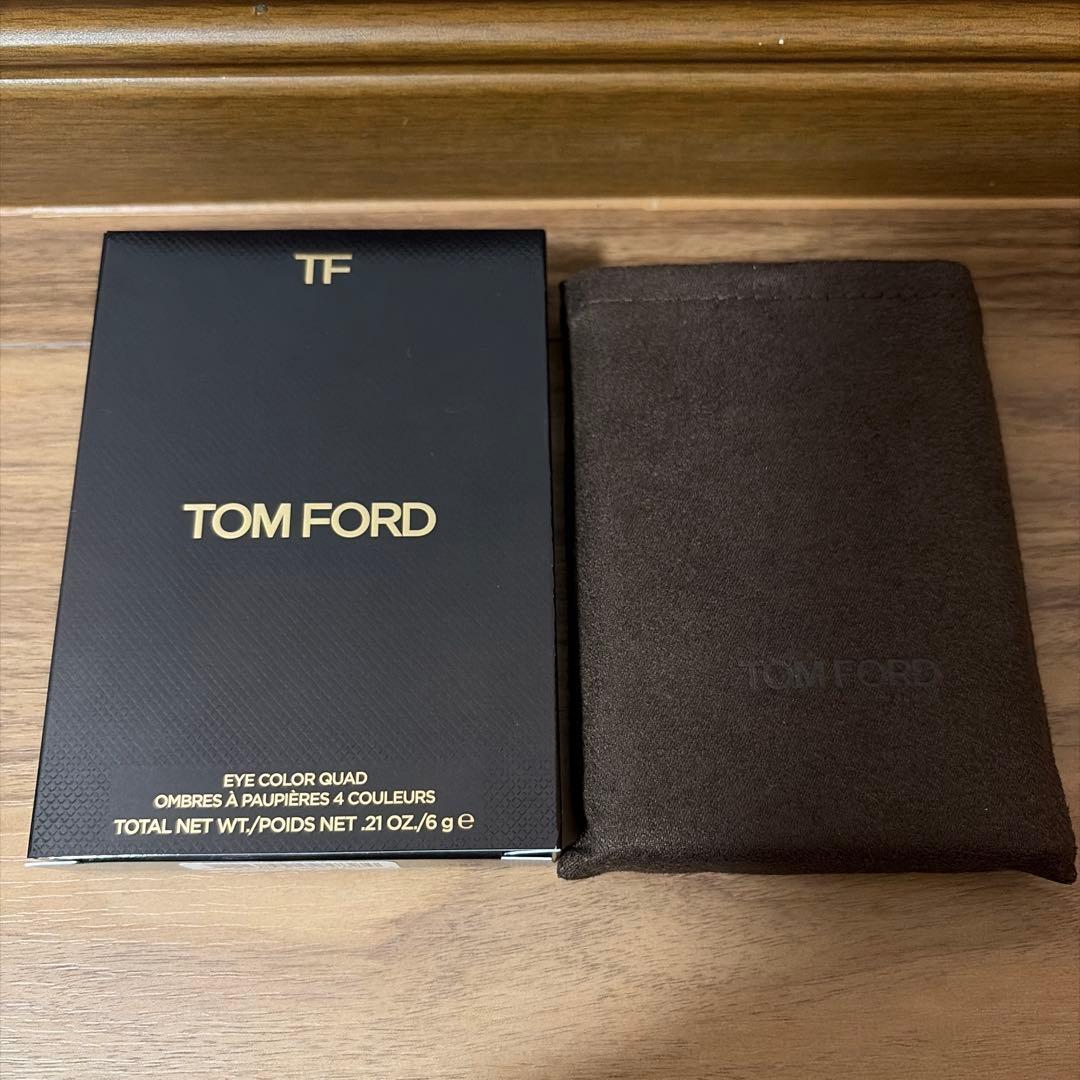 TF
TOM FORD
EYE COLOR QUAD
OMBRES À PAUPIÈRES 4 COULEURS
TOTAL NET WT./POIDS NET .21 OZ./6 g ℮
TOM FORD